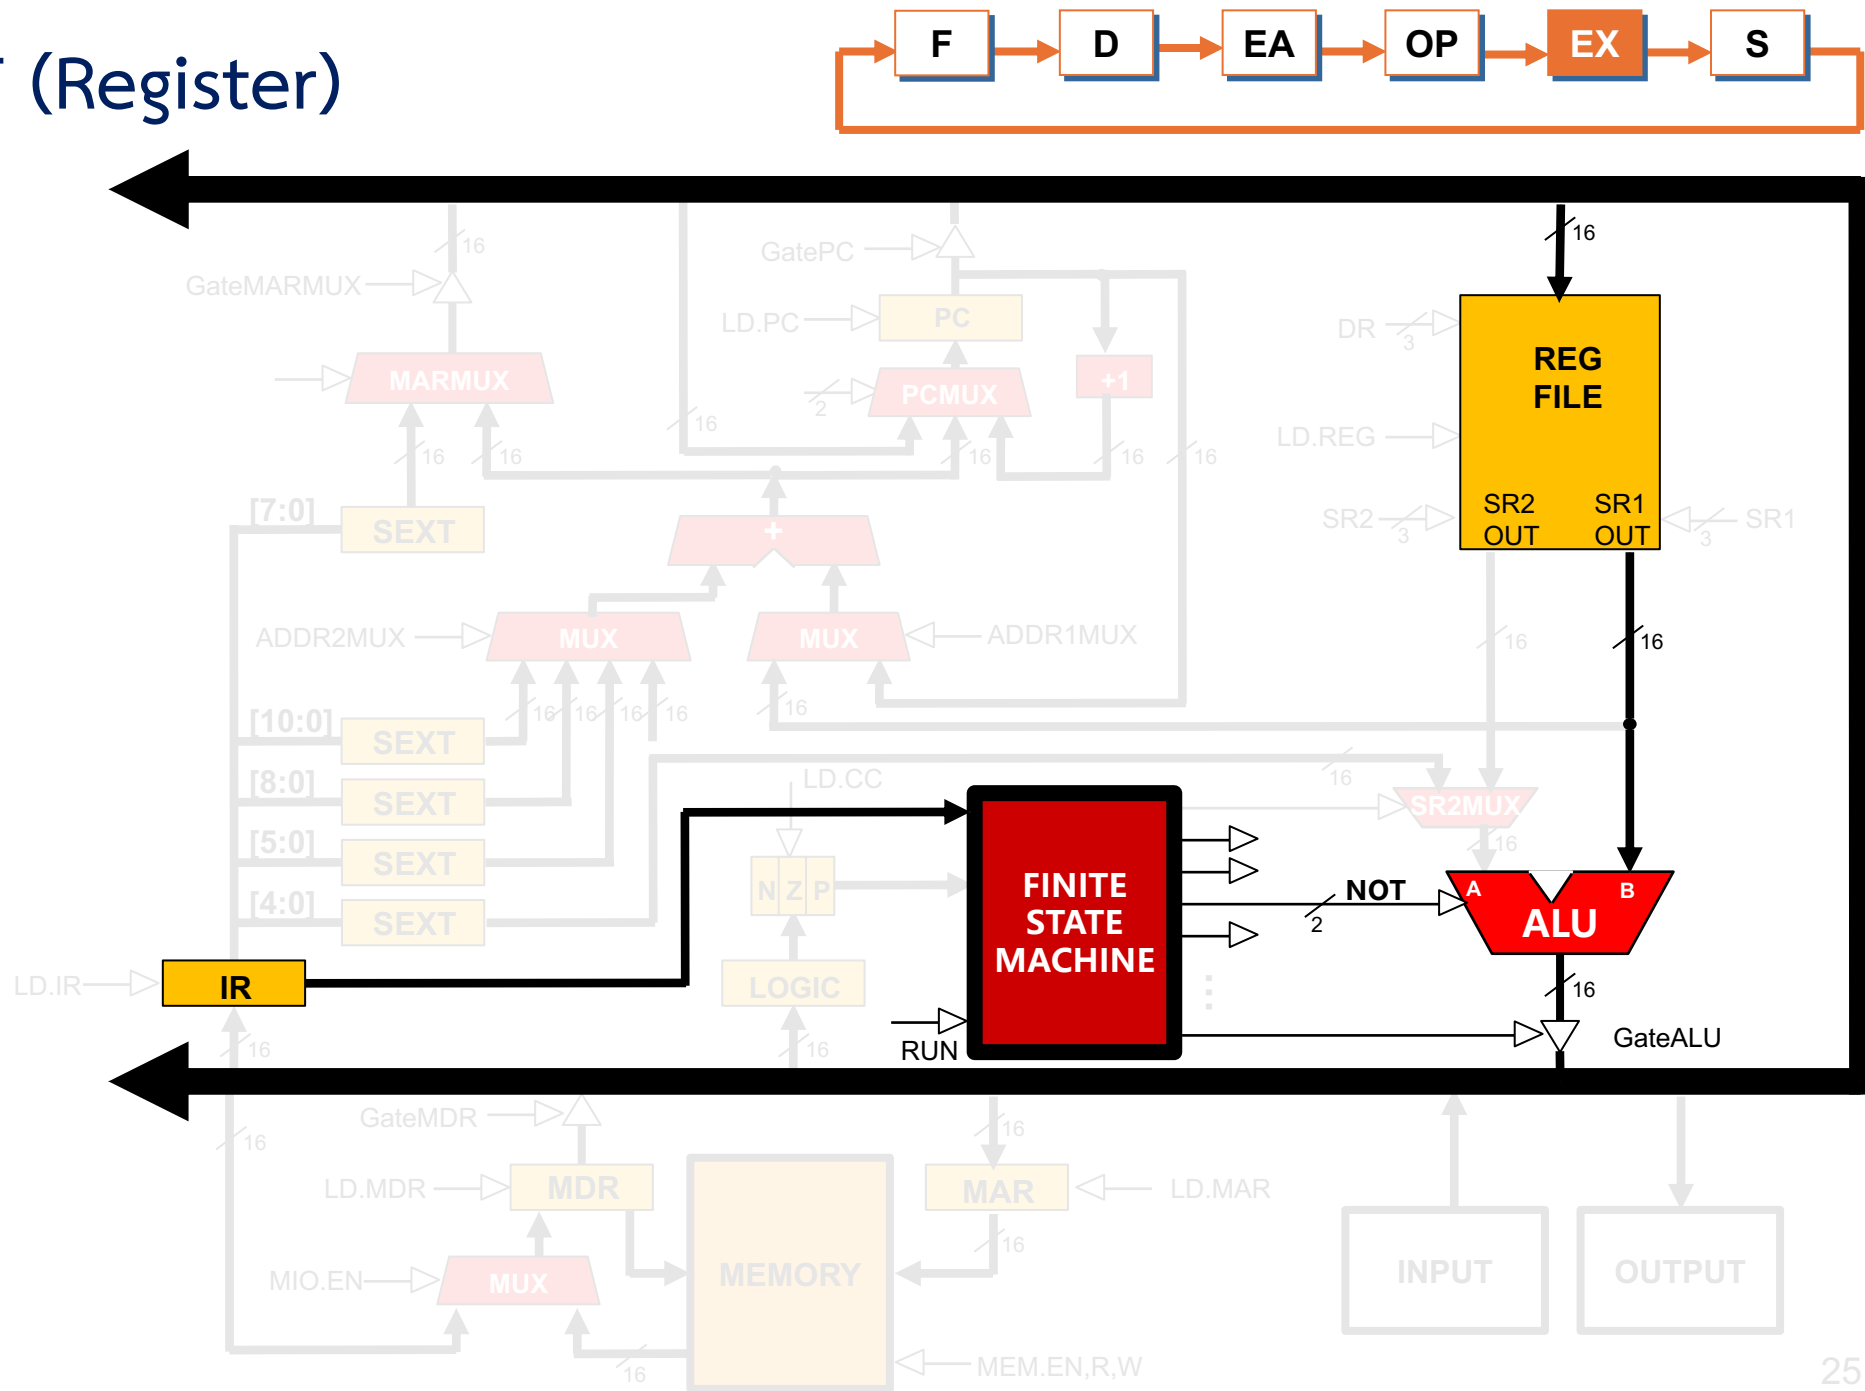 (Register)
F D EA OP EX S
16
16
GatePC
GateMARMUX
16
LD.PC
PC
DR
3
REG
FILE
MARMUX
2
PCMUX
+1
16
LD.REG
16
16
16
16
16
[7:0]
SEXT
SR2
OUT
SR1
OUT
SR2
3
SR1
3
+
ADDR2MUX
MUX
MUX
ADDR1MUX
16
16
16
16
16
16
16
[10:0]
SEXT
[8:0]
SEXT
LD.CC
16
SR2MUX
[5:0]
SEXT
16
N Z P
FINITE
STATE
MACHINE
NOT
2
A
B
ALU
[4:0]
SEXT
LD.IR
IR
LOGIC
16
16
16
RUN
GateALU
GateMDR
16
16
LD.MDR
MDR
MAR
LD.MAR
16
MIO.EN
MUX
MEMORY
INPUT
OUTPUT
16
MEM.EN,R,W
25